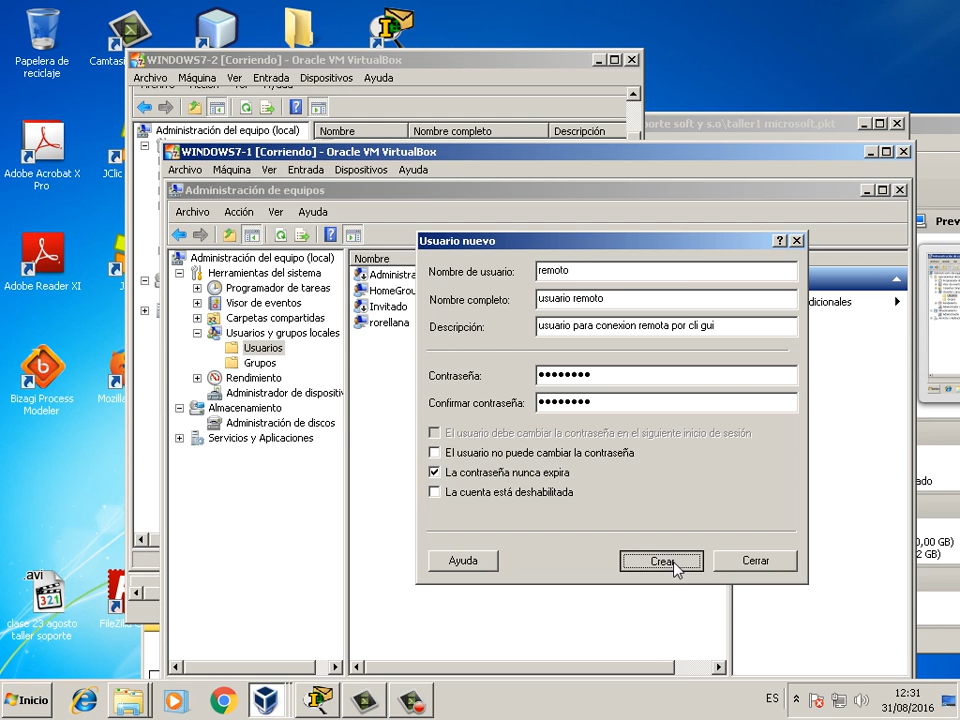 Papelera de
reciclaje
Camtasi
WINDOWS7-2 [Corriendo] - Oracle VM VirtualBox
Archivo Máquina Ver Entrada Dispositivos Ayuda
Administración del equipo (local)
Nombre
Nombre completo
Descripción
porte soft y s.o\taller1 microsoft.pkt
Adobe Acrobat X
Pro
JClic
WINDOWS7-1 [Corriendo] - Oracle VM VirtualBox
Archivo Máquina Ver Entrada Dispositivos Ayuda
Administración de equipos
Archivo Acción Ver Ayuda
Administración del equipo (local)
Herramientas del sistema
Programador de tareas
Visor de eventos
Carpetas compartidas
Usuarios y grupos locales
Usuarios
Grupos
Rendimiento
Administrador de dispositiv
Almacenamiento
Administración de discos
Servicios y Aplicaciones
Nombre
Administra
HomeGrou
Invitado
rorellana
Usuario nuevo
Nombre de usuario:
remoto
Nombre completo:
usuario remoto
Descripción:
usuario para conexion remota por cli gui
Contraseña:
●●●●●●●●
Confirmar contraseña:
●●●●●●●●
El usuario debe cambiar la contraseña en el siguiente inicio de sesión
El usuario no puede cambiar la contraseña
La contraseña nunca expira
La cuenta está deshabilitada
Ayuda
Crear
Cerrar
dicionales
Prev
ado
0,00 GB)
2 GB)
Adobe Reader XI
J
Bizagi Process
Modeler
Mozill
.avi
321
clase 23 agosto
taller soporte
FileZill
Inicio
ES
12:31
31/08/2016